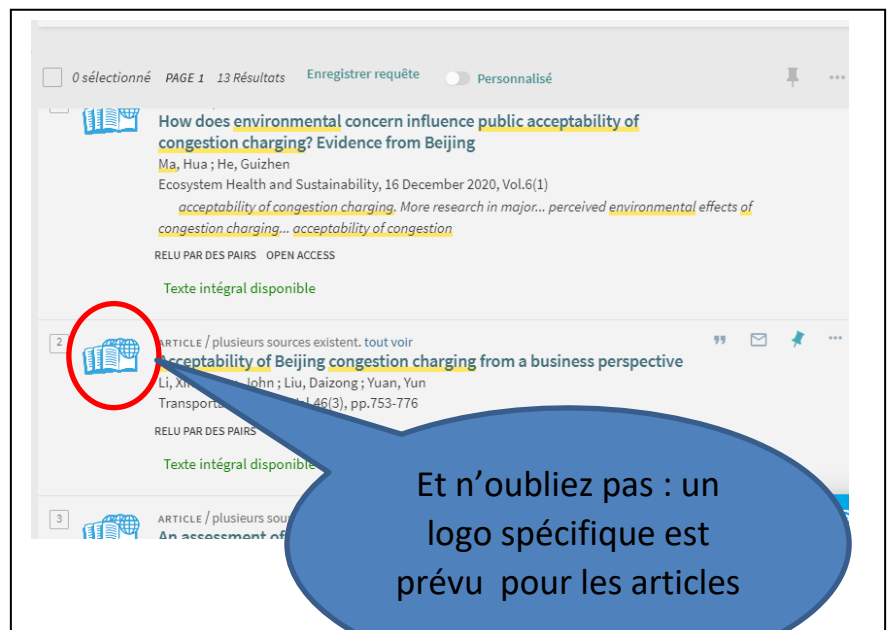 0 sélectionné PAGE 1 13 Résultats Enregistrer requête Personnalisé
How does environmental concern influence public acceptability of
congestion charging? Evidence from Beijing
Ma, Hua ; He, Guizhen
Ecosystem Health and Sustainability, 16 December 2020, Vol.6(1)
acceptability of congestion charging. More research in major... perceived environmental effects of
congestion charging... acceptability of congestion
RELU PAR DES PAIRS OPEN ACCESS
Texte intégral disponible
2
ARTICLE / plusieurs sources existent. tout voir
Acceptability of Beijing congestion charging from a business perspective
Li, John ; Liu, Daizong ; Yuan, Yun
46(3), pp.753-776
RELU PAR DES PAIRS
Texte intégral disponible
3
ARTICLE / plusieurs
An assessment of
Et n’oubliez pas : un
logo spécifique est
prévu pour les articles